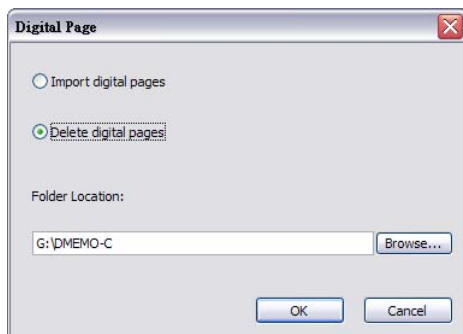 Digital Page
Import digital pages
Delete digital pages
Folder Location:
G:\DMEMO-C
Browse...
OK
Cancel